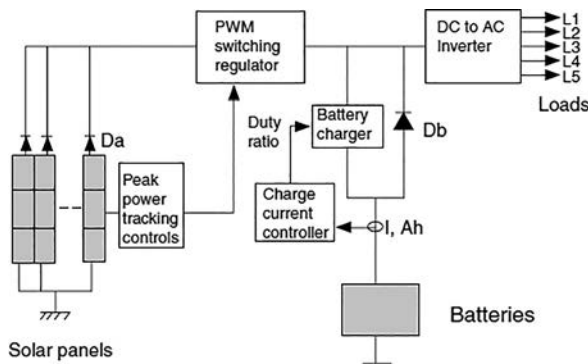 PWM
switching
regulator
DC to AC
Inverter
L1
L2
L3
L4
L5
Loads
Da
Peak
power
tracking
controls
Duty
ratio
Battery
charger
Db
Charge
current
controller
I, Ah
Batteries
Solar panels